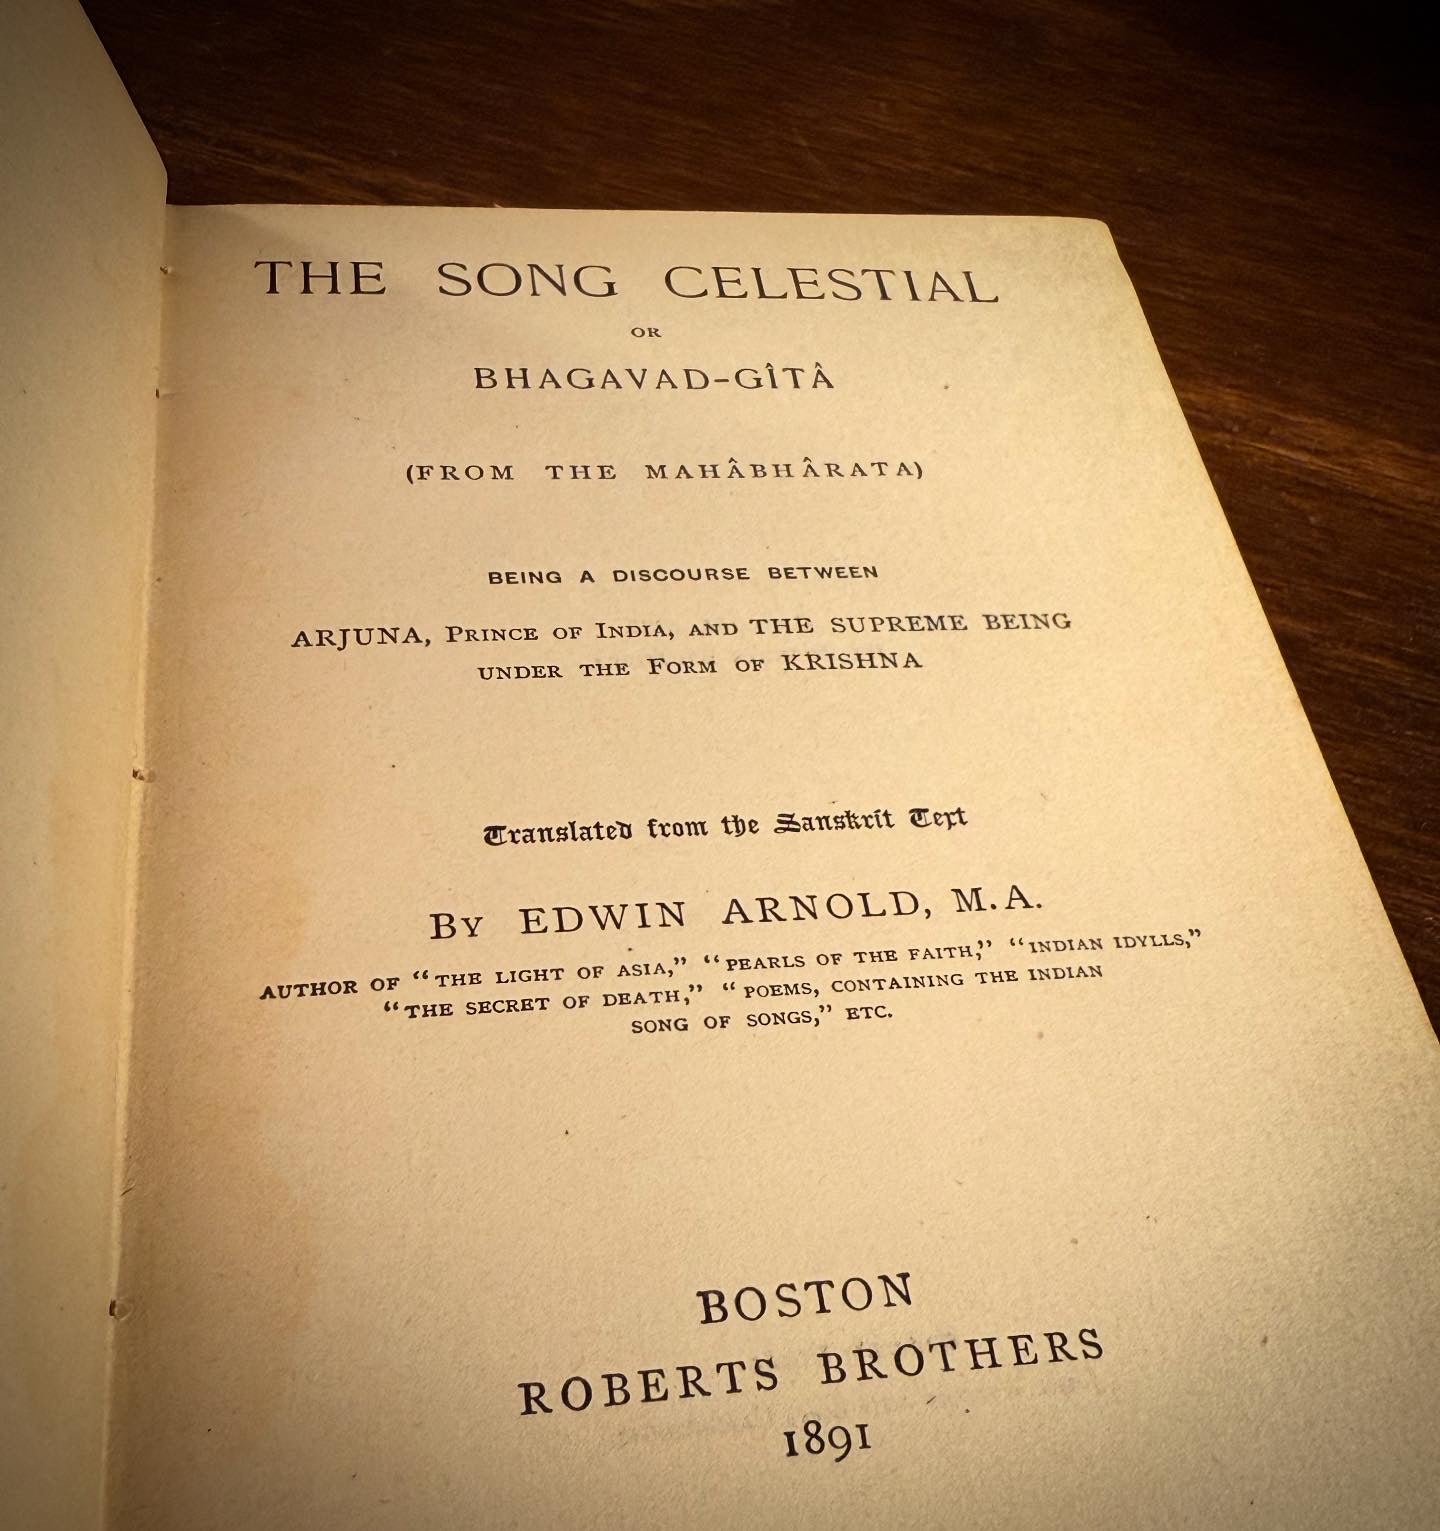 THE SONG CELESTIAL
OR
BHAGAVAD-GÎTÂ
(FROM THE MAHÂBHÂRATA)
BEING A DISCOURSE BETWEEN
ARJUNA, PRINCE OF INDIA, AND THE SUPREME BEING
UNDER THE FORM OF KRISHNA
Translated from the Sanskrit Text
BY EDWIN ARNOLD, M.A.
AUTHOR OF “THE LIGHT OF ASIA,” “PEARLS OF THE FAITH,” “INDIAN IDYLLS,”
“THE SECRET OF DEATH,” “POEMS, CONTAINING THE INDIAN
SONG OF SONGS,” ETC.
BOSTON
ROBERTS BROTHERS
1891